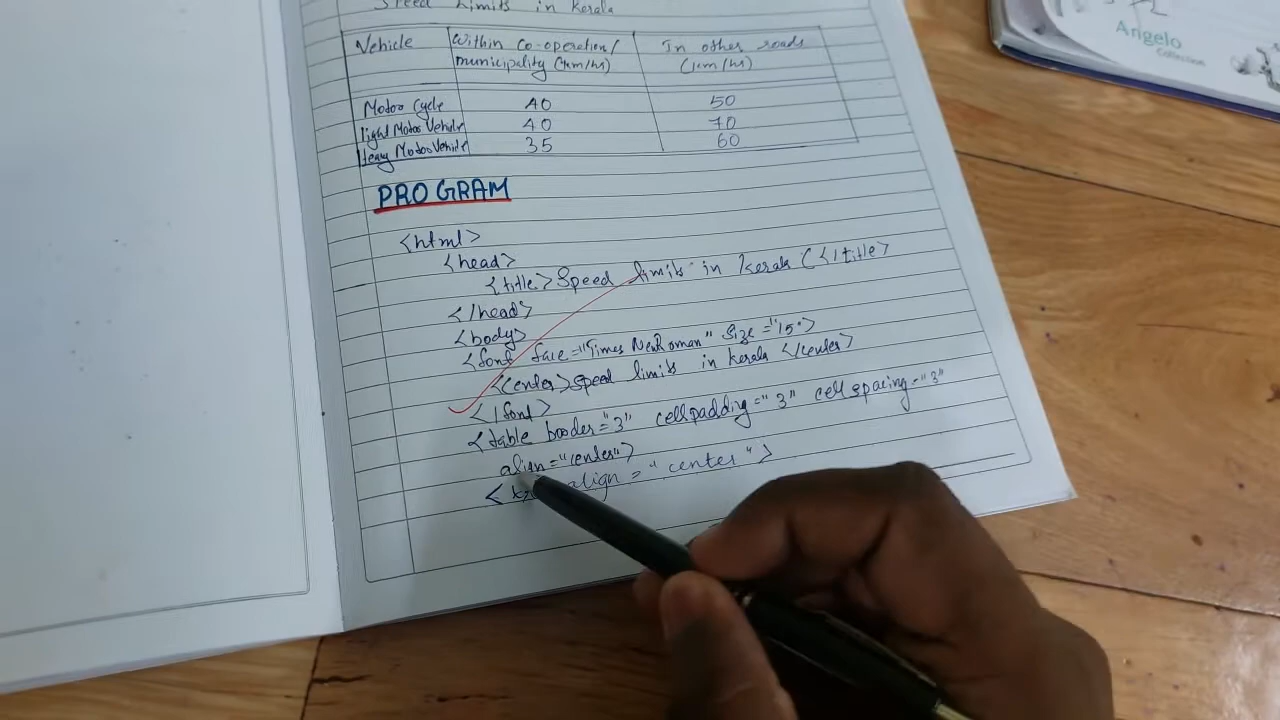 Speed Limits in Kerala
Vehicle Within co-operation/ In other roads
municipality (km/hr) (km/hr)
Motor Cycle 40 50
light Motor Vehicle 40 70
Heavy Motor Vehicle 35 60
PROGRAM
<html>
<head>
<title>Speed limits in Kerala (</title>
</head>
<body>
<font face="Times NewRoman" Size="15">
<center>speed limits in kerala </center>
</font>
<table boorder="3" cellpadding="3" cellspacing="3"
align="center">
< align="center">
Angelo
Collection